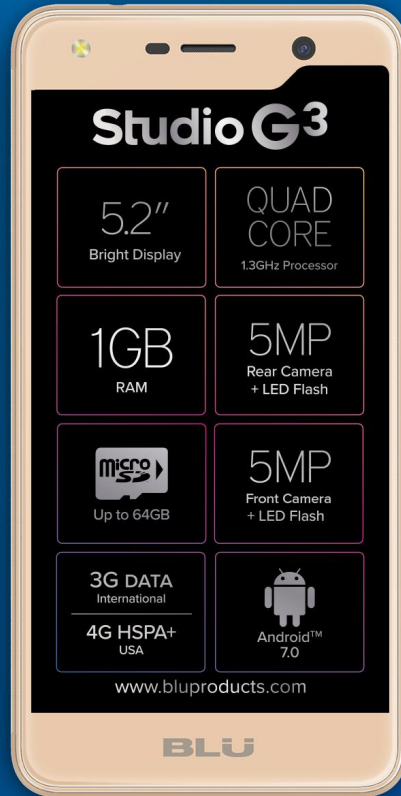 Studio G3
5.2"
Bright Display
QUAD
CORE
1.3GHz Processor
1GB
RAM
5MP
Rear Camera
+ LED Flash
micro
SD
Up to 64GB
5MP
Front Camera
+ LED Flash
3G DATA
International
4G HSPA+
USA
Android™
7.0
www.bluproducts.com
BLU